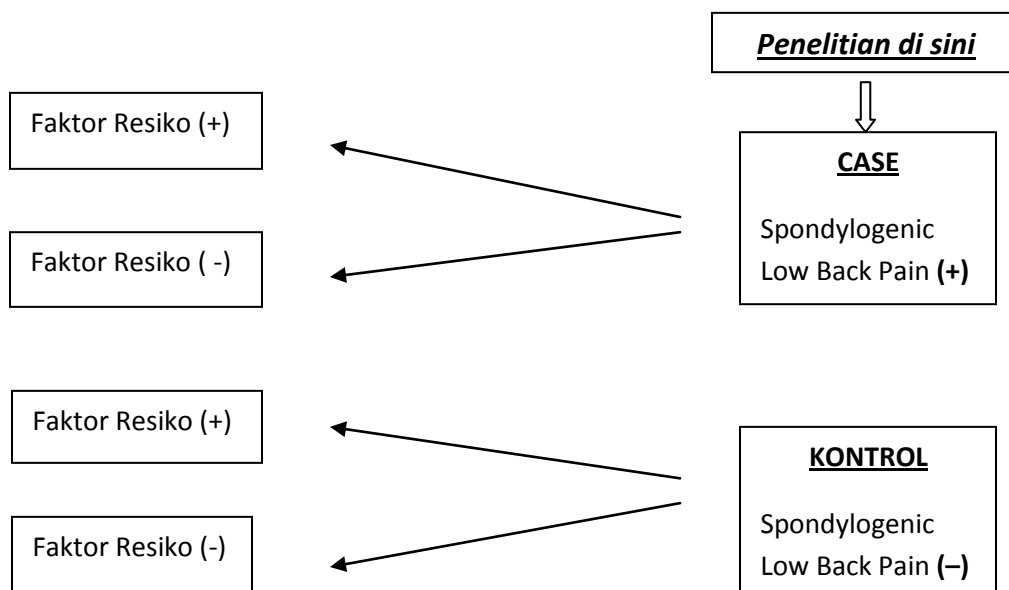 Penelitian di sini
Faktor Resiko (+)
CASE
Spondylogenic
Low Back Pain (+)
Faktor Resiko ( -)
Faktor Resiko (+)
KONTROL
Spondylogenic
Low Back Pain (–)
Faktor Resiko (-)